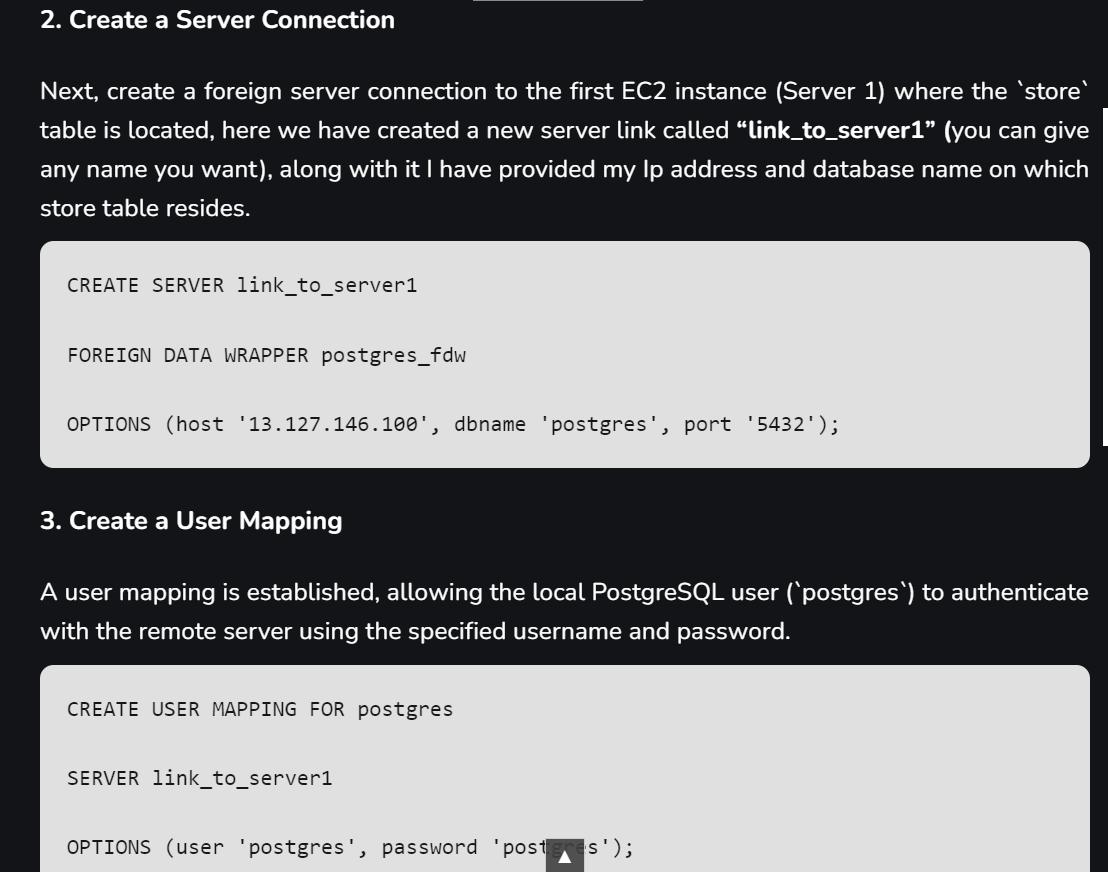 2. Create a Server Connection
Next, create a foreign server connection to the first EC2 instance (Server 1) where the `store`
table is located, here we have created a new server link called “link_to_server1” (you can give
any name you want), along with it I have provided my Ip address and database name on which
store table resides.
CREATE SERVER link_to_server1
FOREIGN DATA WRAPPER postgres_fdw
OPTIONS (host '13.127.146.100', dbname 'postgres', port '5432');
3. Create a User Mapping
A user mapping is established, allowing the local PostgreSQL user (`postgres`) to authenticate
with the remote server using the specified username and password.
CREATE USER MAPPING FOR postgres
SERVER link_to_server1
OPTIONS (user 'postgres', password 'postgres');